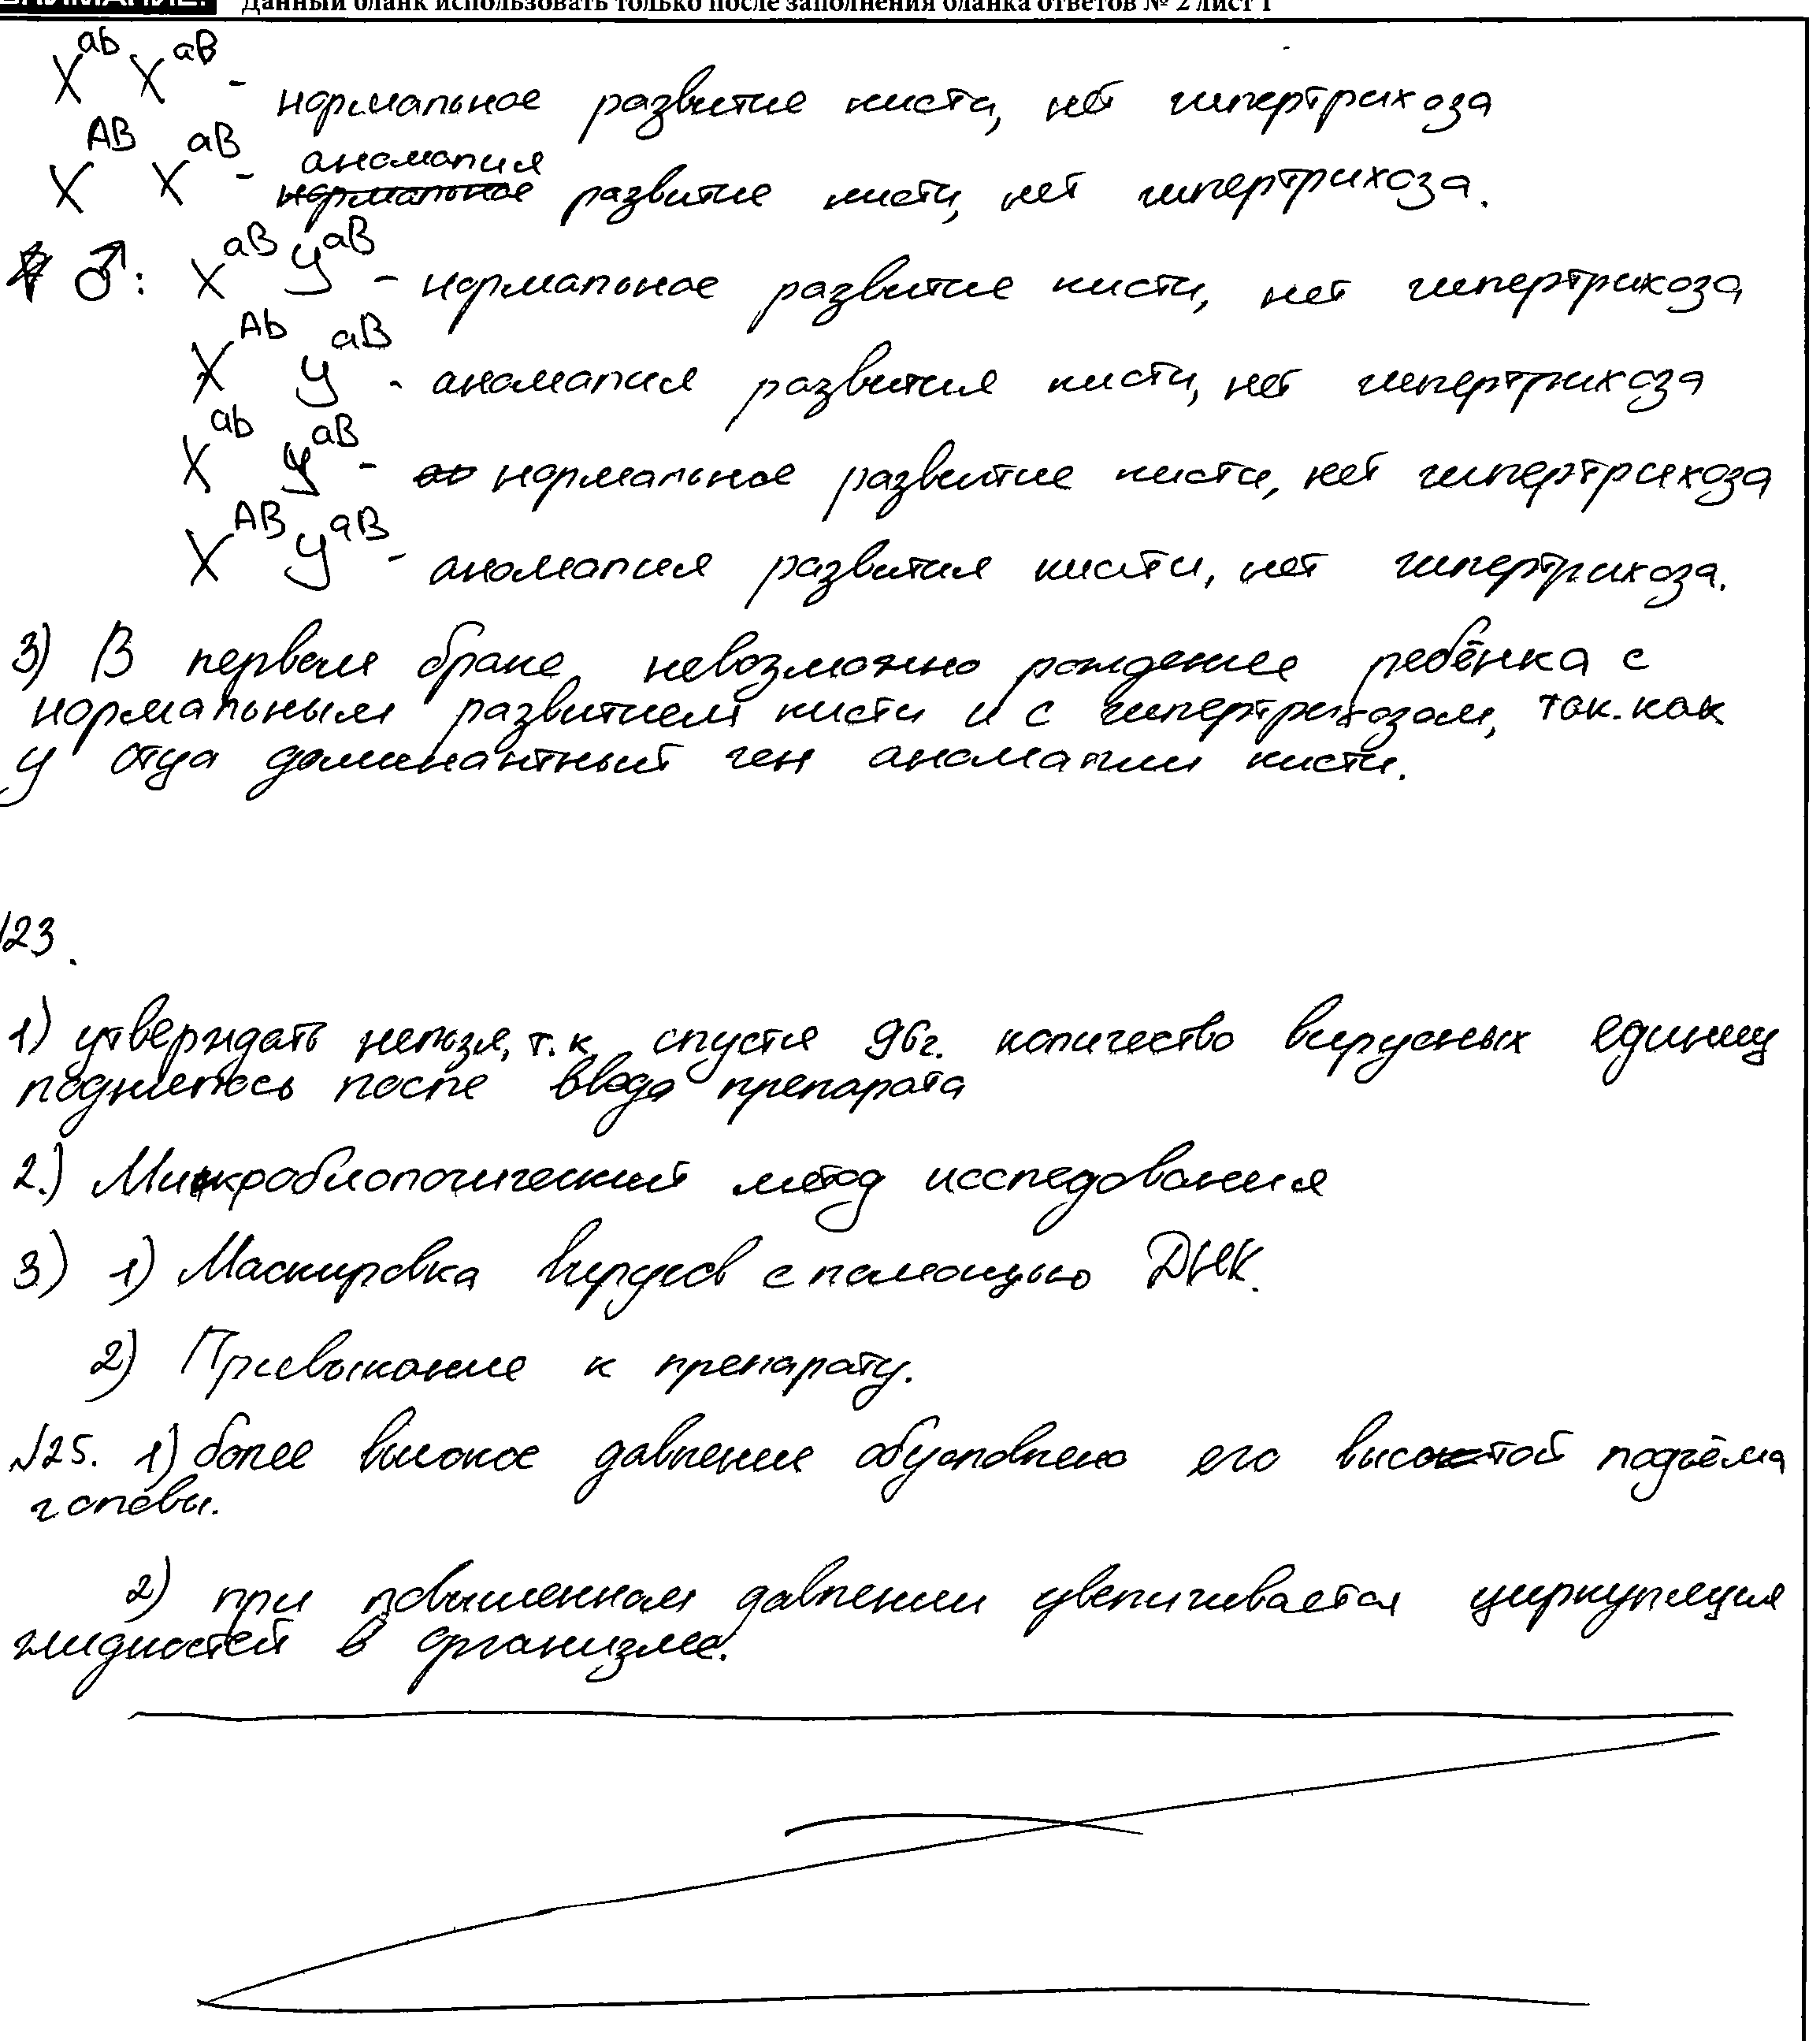 ВНИМАНИЕ! Данный бланк использовать только после заполнения бланка ответов № 2 лист 1
X^ab X^aB - нормальное развитие кисти, нет гипертрихоза
X^AB X^aB - аномалия ~~нормальное~~ развитие кисти, нет гипертрихоза.
♂: X^aB Y^aB - нормальное развитие кисти, нет гипертрихоза
X^Ab Y^aB - аномалия развития кисти, нет гипертрихоза
X^ab Y^aB - нормальное развитие кисти, нет гипертрихоза
X^AB Y^aB - аномалия развития кисти, нет гипертрихоза.
3) В первом браке невозможно рождение ребёнка с
нормальным развитием кисти и с гипертрихозом, так как
у отца доминантный ген аномалии кисти.
№23.
1) утверждать нельзя, т.к спустя 96г. количество вирусных единиц
поднялось после ввода препарата
2.) Микробиологический метод исследования
3) 1) Маскировка вирусов с помощью ДНК.
2) Привыкание к препарату.
№25. 1) более высокое давление обусловлено его высотой подъёма
головы.
2) при повышенном давлении увеличивается циркуляция
жидкостей в организме.